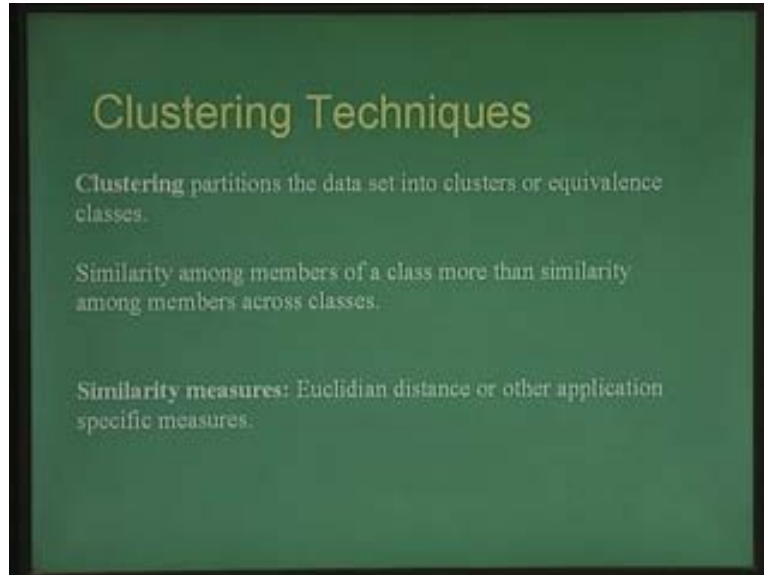 Clustering Techniques
Clustering partitions the data set into clusters or equivalence
classes.
Similarity among members of a class more than similarity
among members across classes.
Similarity measures: Euclidian distance or other application
specific measures.